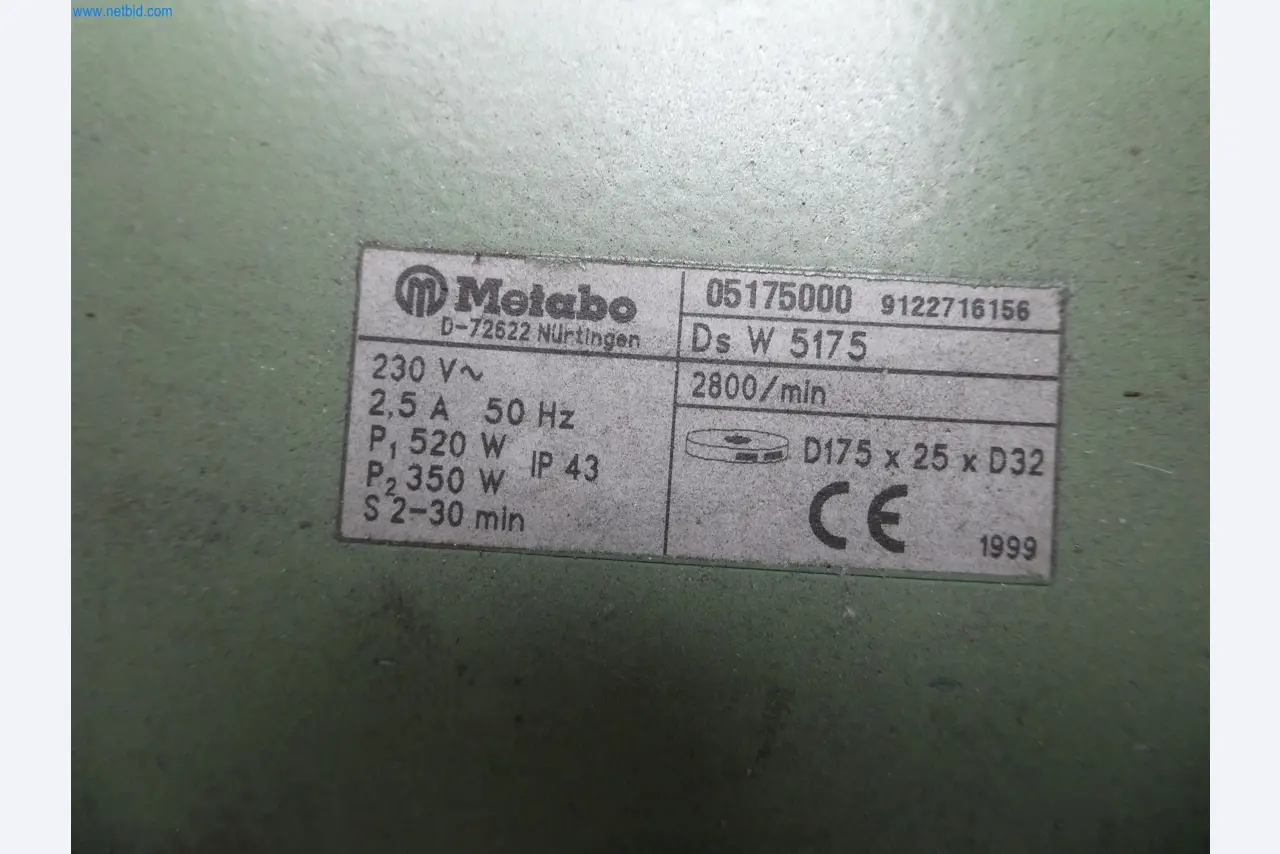 www.netbid.com
Metabo
D-72622 Nürtingen
230 V~
2,5 A 50 Hz
P1 520 W
IP 43
P2 350 W
S 2-30 min
05175000 9122716156
Ds W 5175
2800/min
D175 x 25 x D32
CE
1999